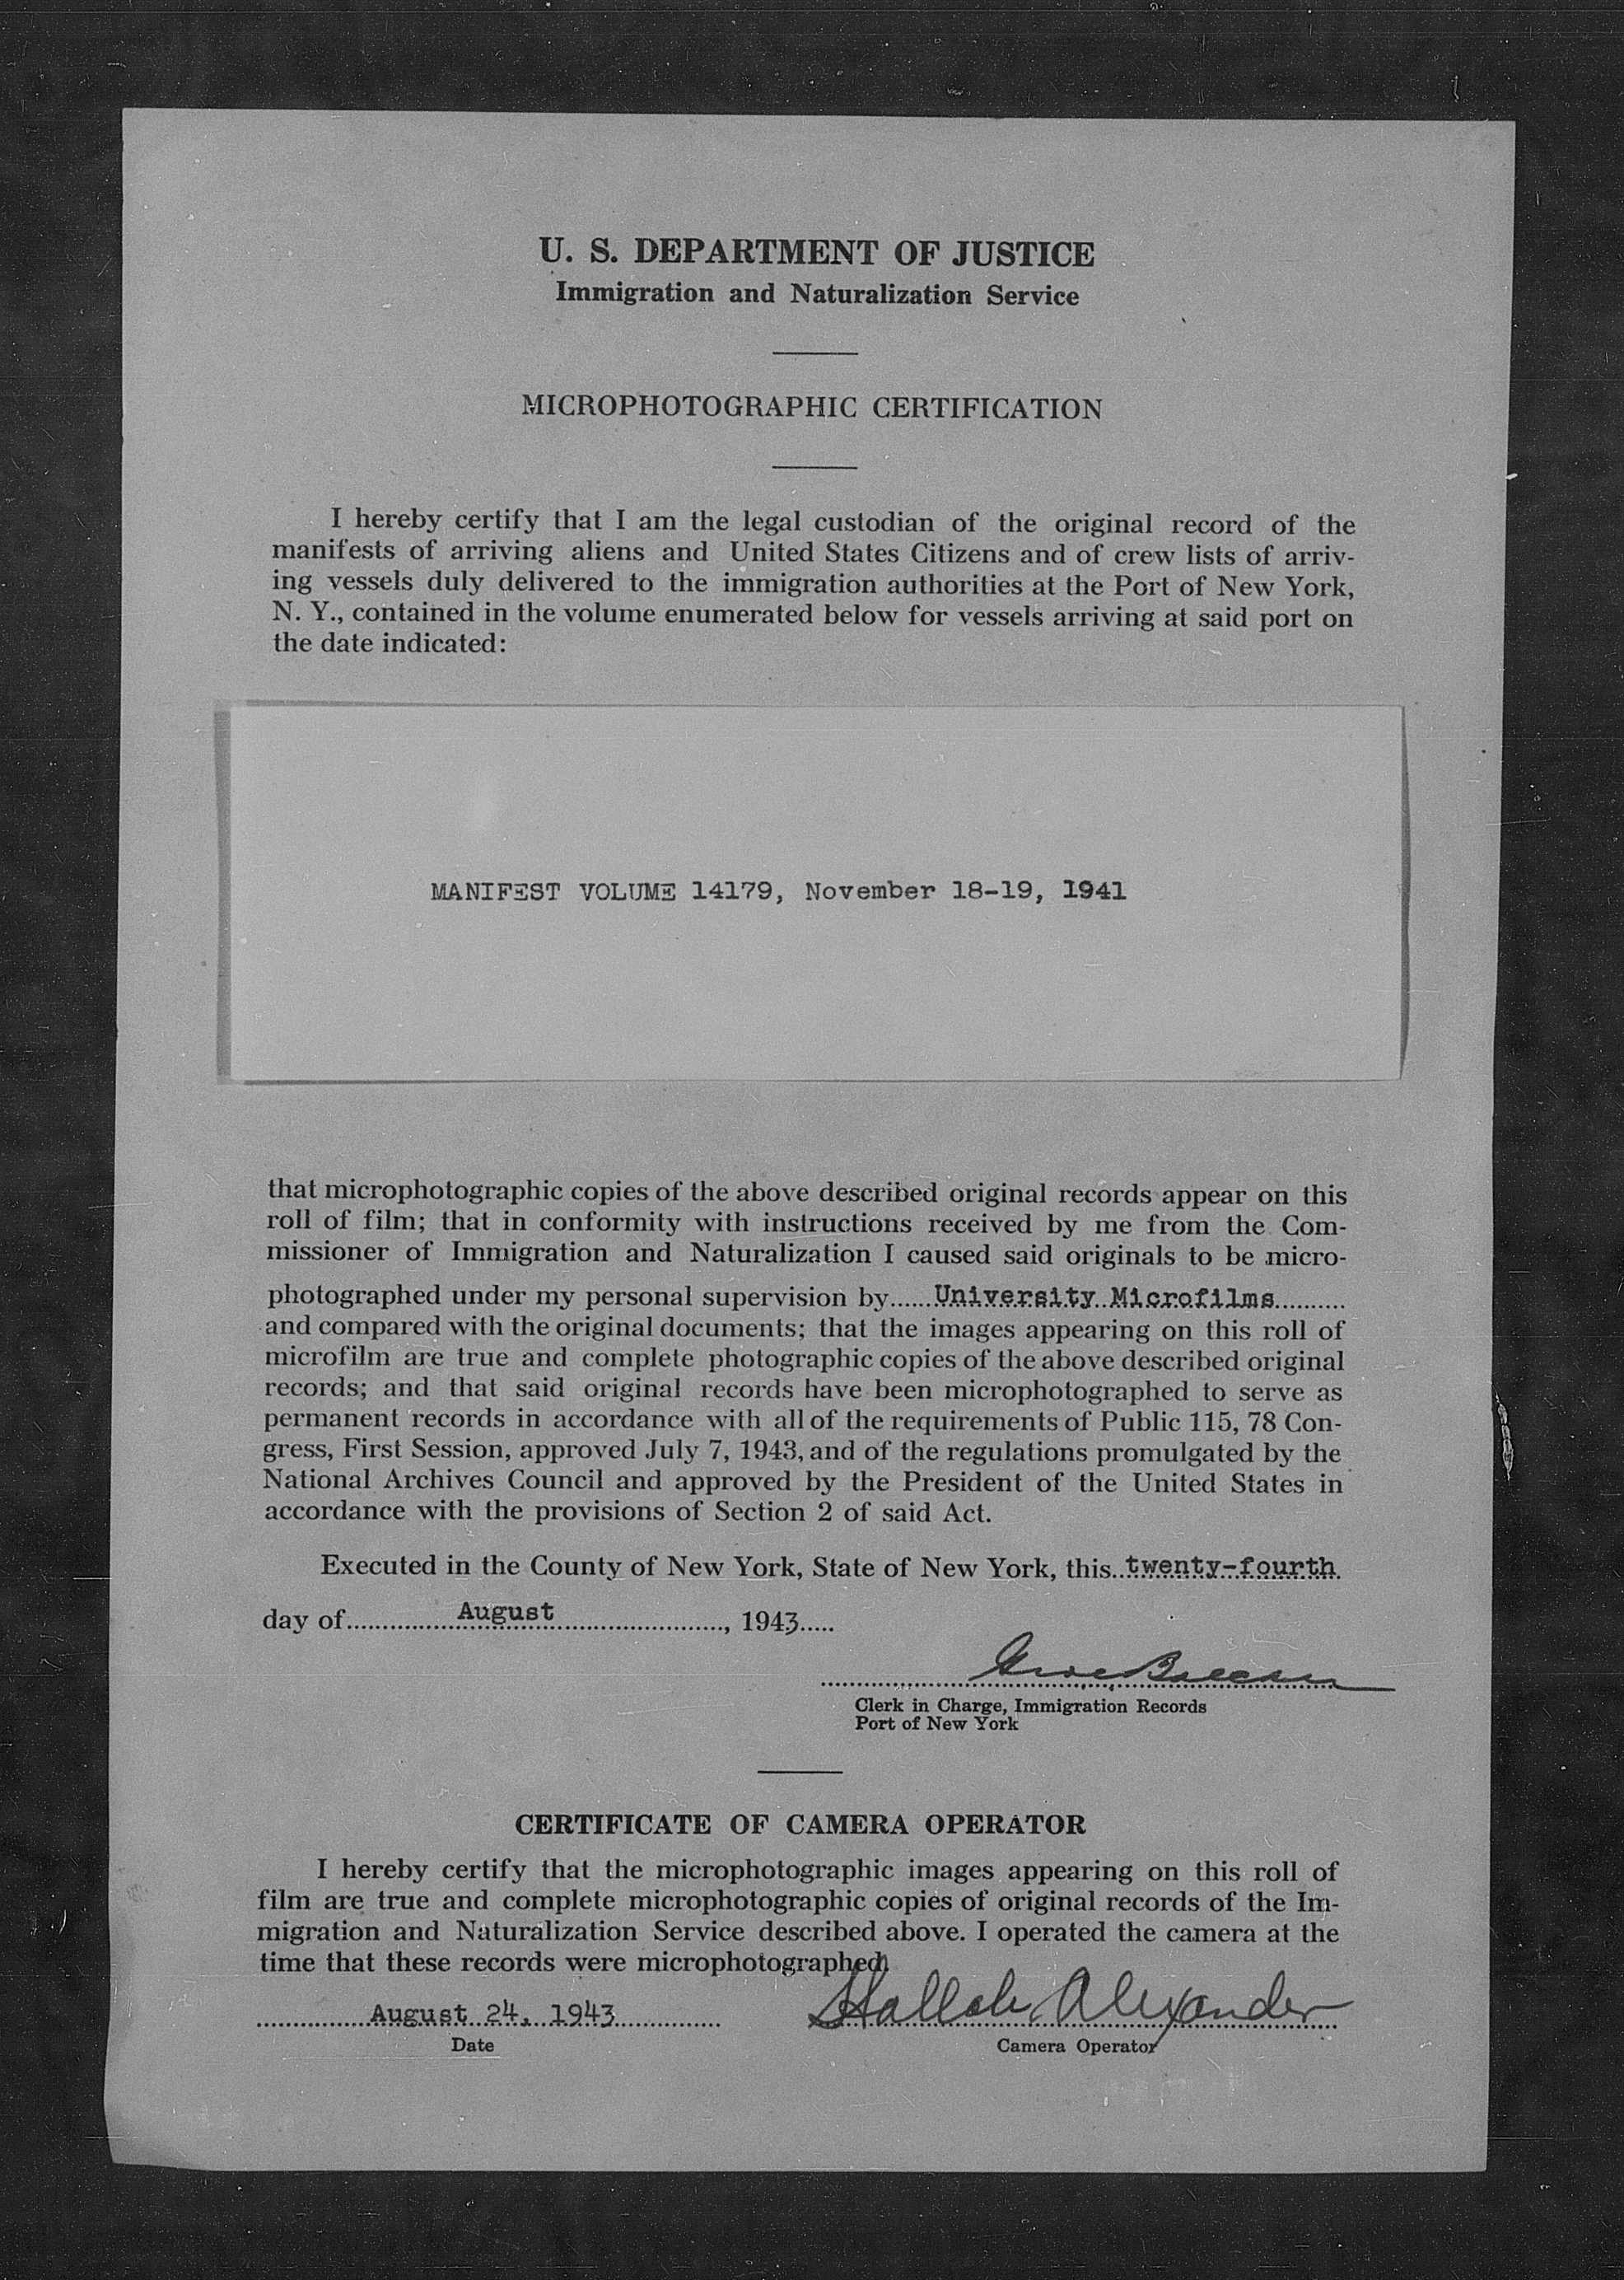 U. S. DEPARTMENT OF JUSTICE
Immigration and Naturalization Service
MICROPHOTOGRAPHIC CERTIFICATION
I hereby certify that I am the legal custodian of the original record of the
manifests of arriving aliens and United States Citizens and of crew lists of arriv-
ing vessels duly delivered to the immigration authorities at the Port of New York,
N. Y., contained in the volume enumerated below for vessels arriving at said port on
the date indicated:
MANIFEST VOLUME 14179, November 18-19, 1941
that microphotographic copies of the above described original records appear on this
roll of film; that in conformity with instructions received by me from the Com-
missioner of Immigration and Naturalization I caused said originals to be micro-
photographed under my personal supervision by......University Microfilms..........
and compared with the original documents; that the images appearing on this roll of
microfilm are true and complete photographic copies of the above described original
records; and that said original records have been microphotographed to serve as
permanent records in accordance with all of the requirements of Public 115, 78 Con-
gress, First Session, approved July 7, 1943, and of the regulations promulgated by the
National Archives Council and approved by the President of the United States in
accordance with the provisions of Section 2 of said Act.
Executed in the County of New York, State of New York, this..twenty-fourth
day of.................August..........................., 1943.....
Clerk in Charge, Immigration Records
Port of New York
CERTIFICATE OF CAMERA OPERATOR
I hereby certify that the microphotographic images appearing on this roll of
film are true and complete microphotographic copies of original records of the Im-
migration and Naturalization Service described above. I operated the camera at the
time that these records were microphotographed.
August 24, 1943 Alexander
Date Camera Operator